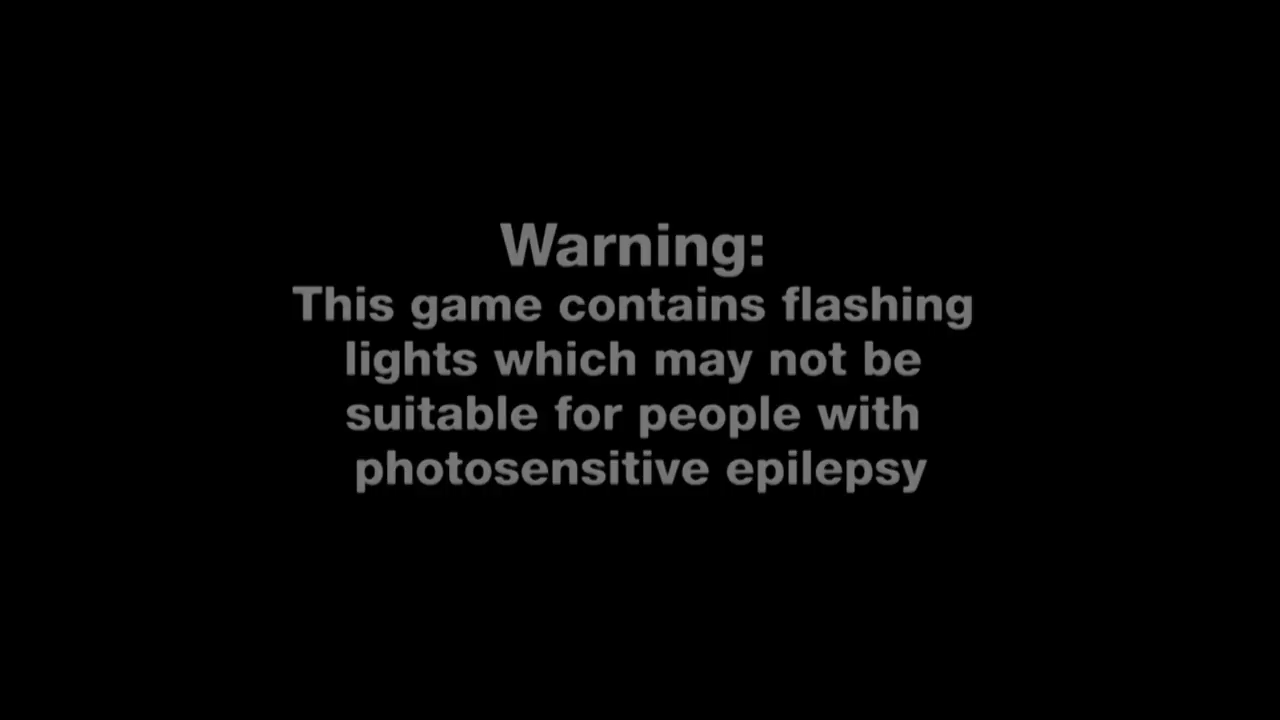 Warning:
This game contains flashing
lights which may not be
suitable for people with
photosensitive epilepsy